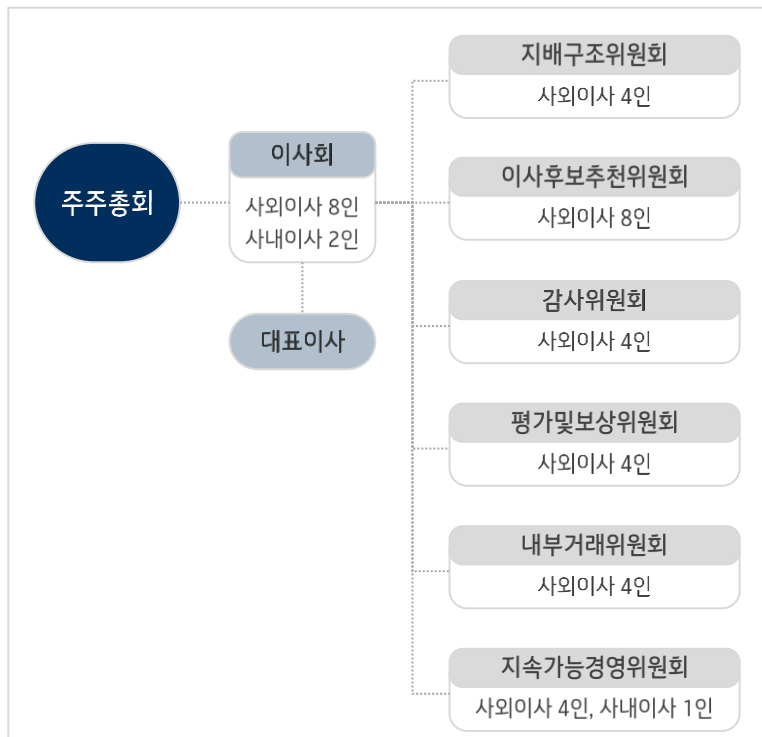 주주총회
이사회
사외이사 8인
사내이사 2인
대표이사
지배구조위원회
사외이사 4인
이사후보추천위원회
사외이사 8인
감사위원회
사외이사 4인
평가및보상위원회
사외이사 4인
내부거래위원회
사외이사 4인
지속가능경영위원회
사외이사 4인, 사내이사 1인